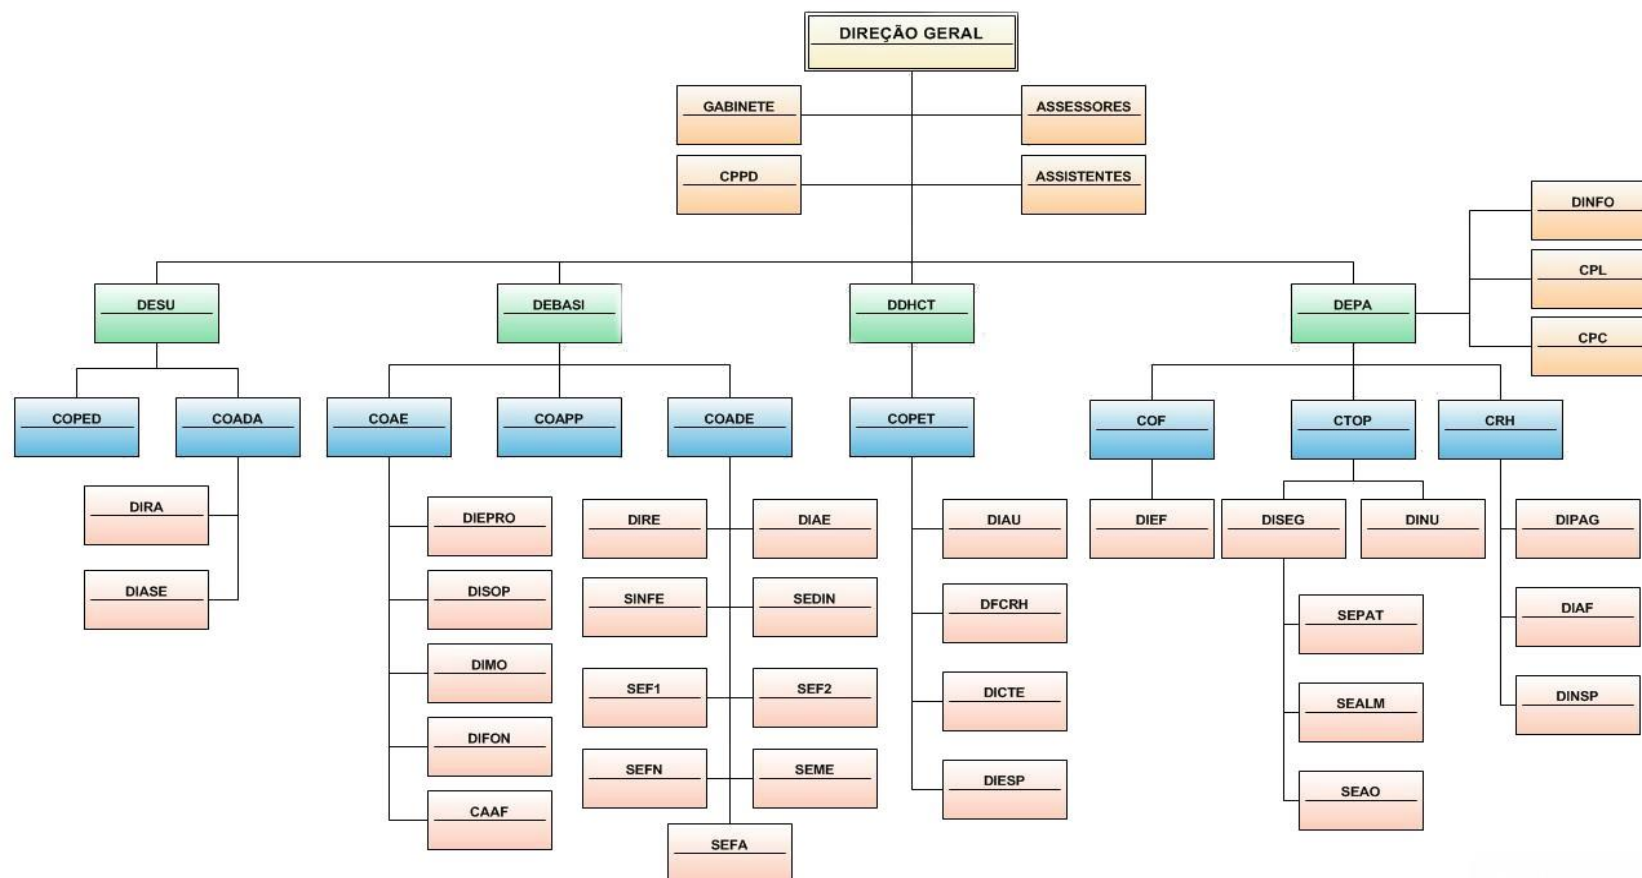 DIREÇÃO GERAL
GABINETE
ASSESSORES
CPPD
ASSISTENTES
DINFO
CPL
CPC
DESU
DEBASI
DDHCT
DEPA
COPED
COADA
COAE
COAPP
COADE
COPET
COF
CTOP
CRH
DIRA
DIASE
DIEPRO
DISOP
DIMO
DIFON
CAAF
DIRE
DIAE
SINFE
SEDIN
SEF1
SEF2
SEFN
SEME
SEFA
DIAU
DFCRH
DICTE
DIESP
DIEF
DISEG
DINU
SEPAT
SEALM
SEAO
DIPAG
DIAF
DINSP